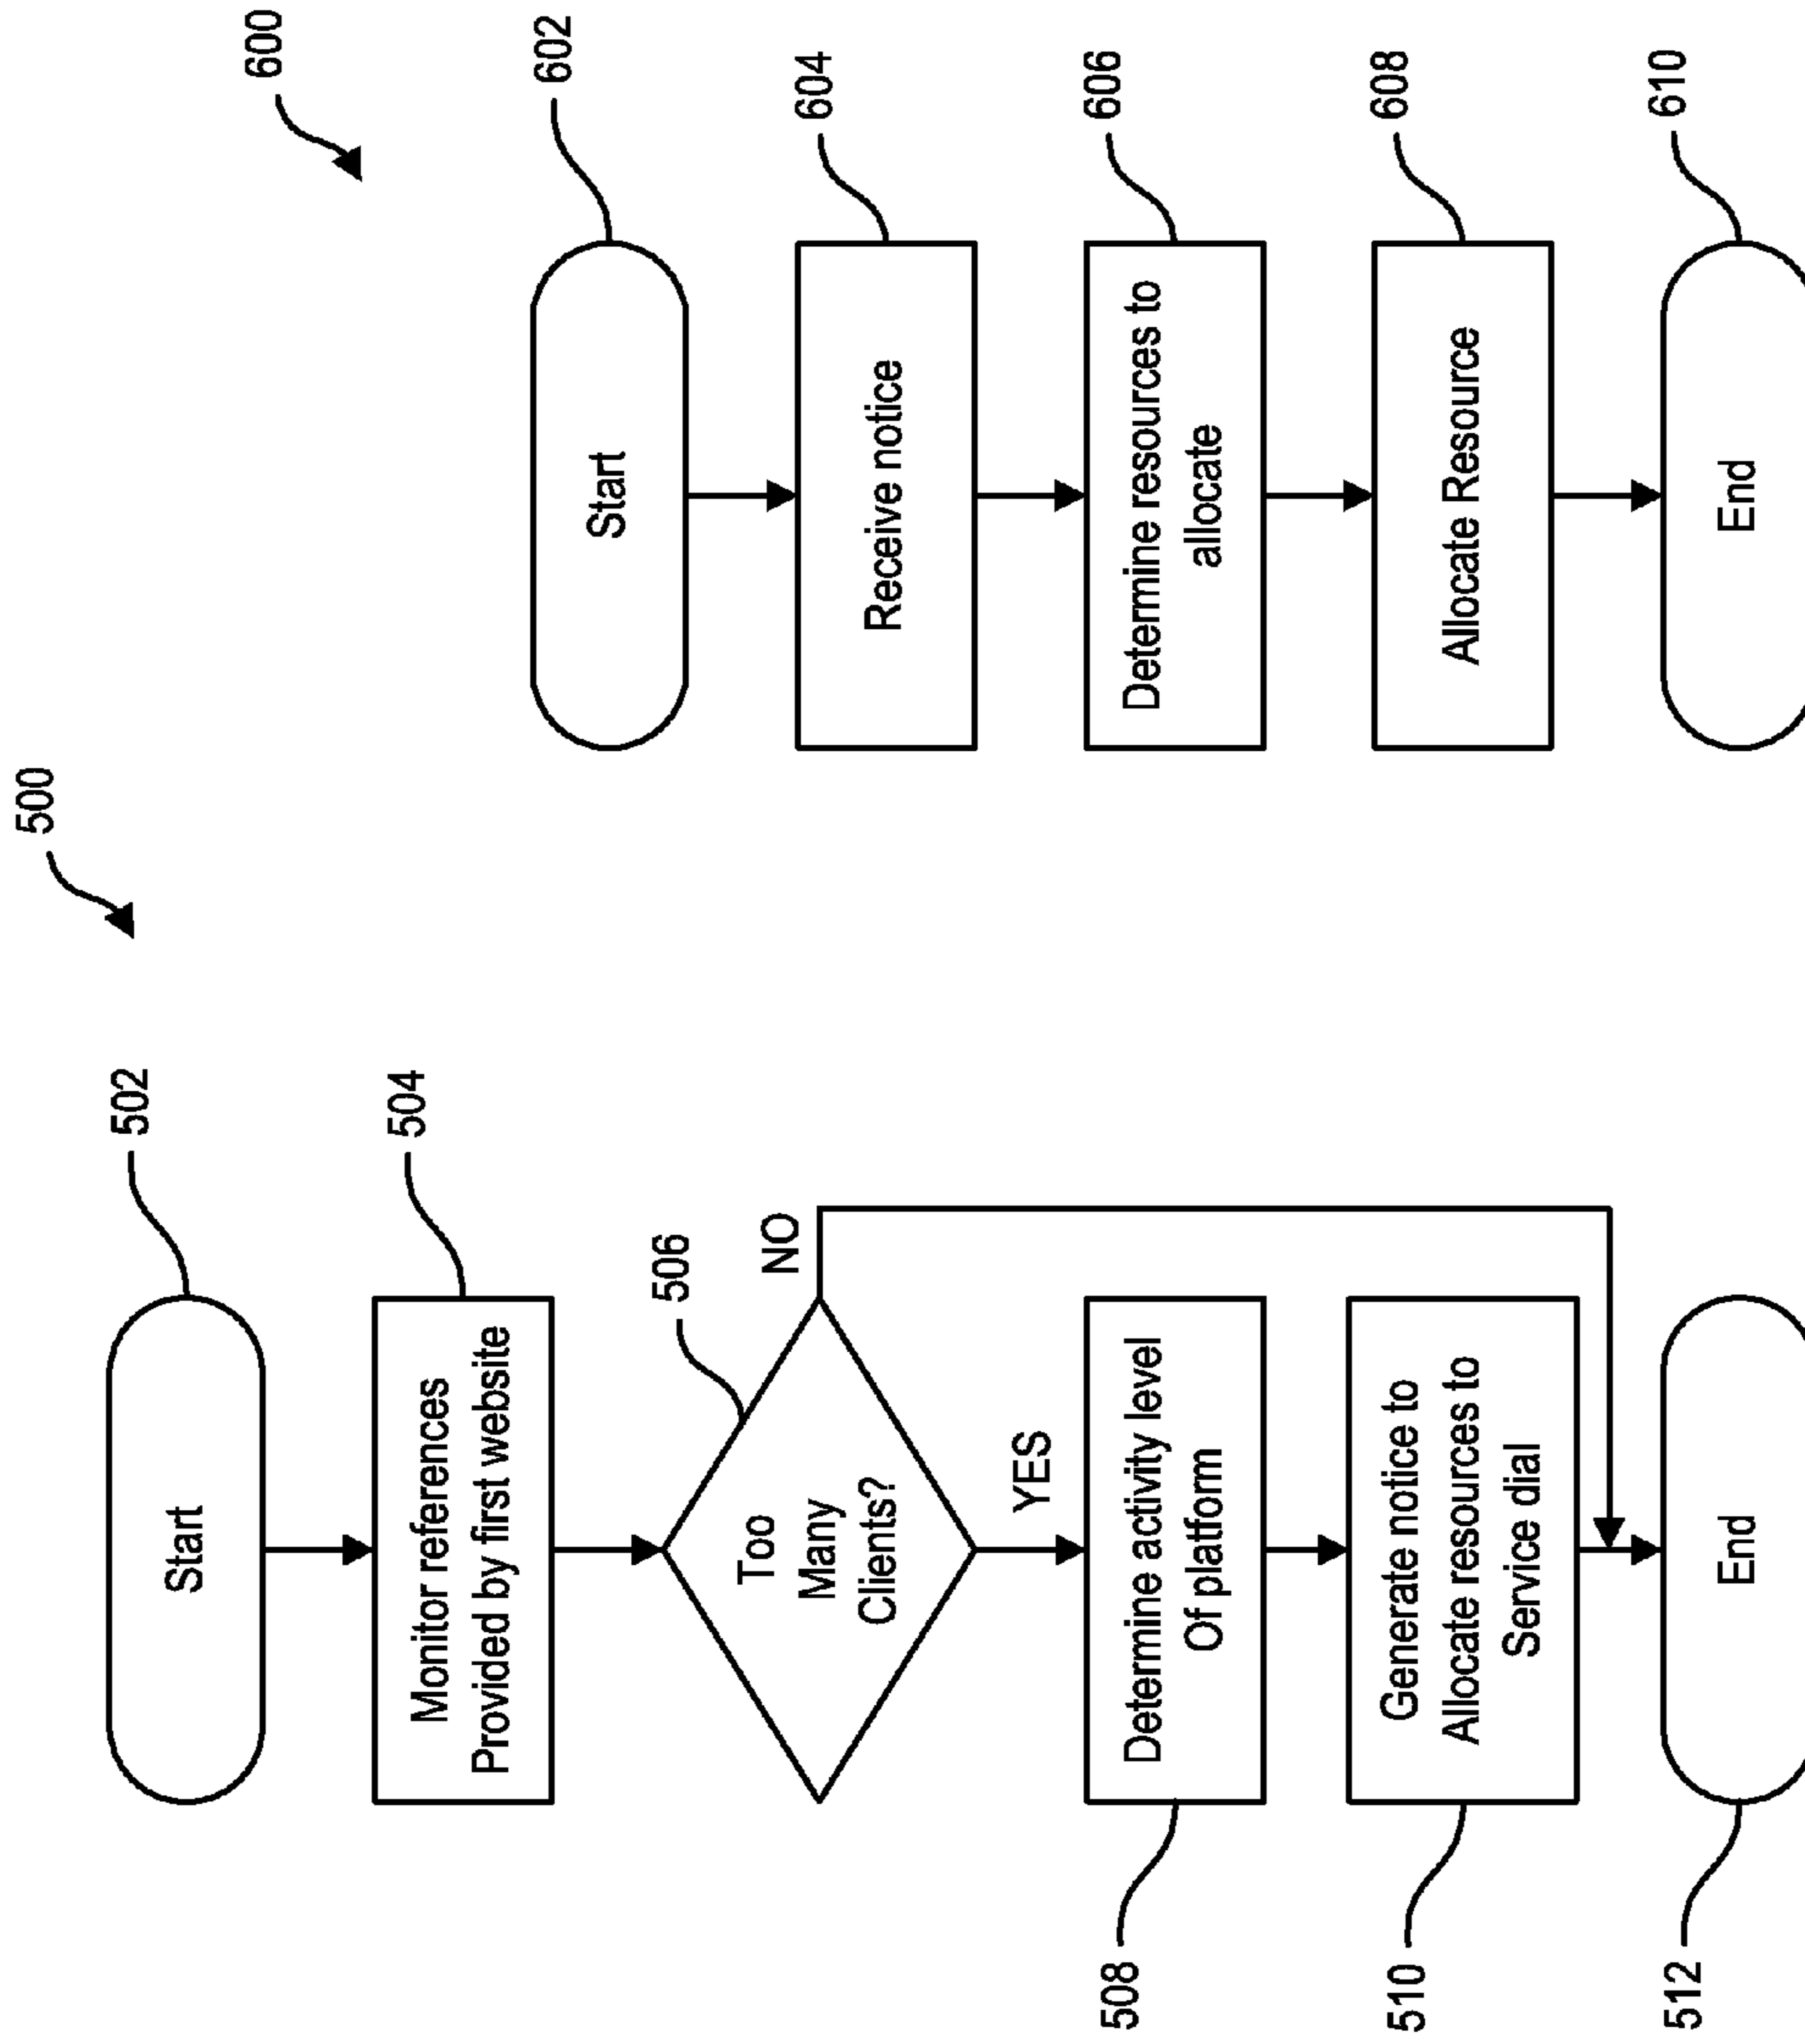 500
502
Start
504
Monitor references
Provided by first website
506
Too
Many
Clients?
NO
YES
508
Determine activity level
Of platform
510
Generate notice to
Allocate resources to
Service dial
512
End
600
602
Start
604
Receive notice
606
Determine resources to
allocate
608
Allocate Resource
610
End